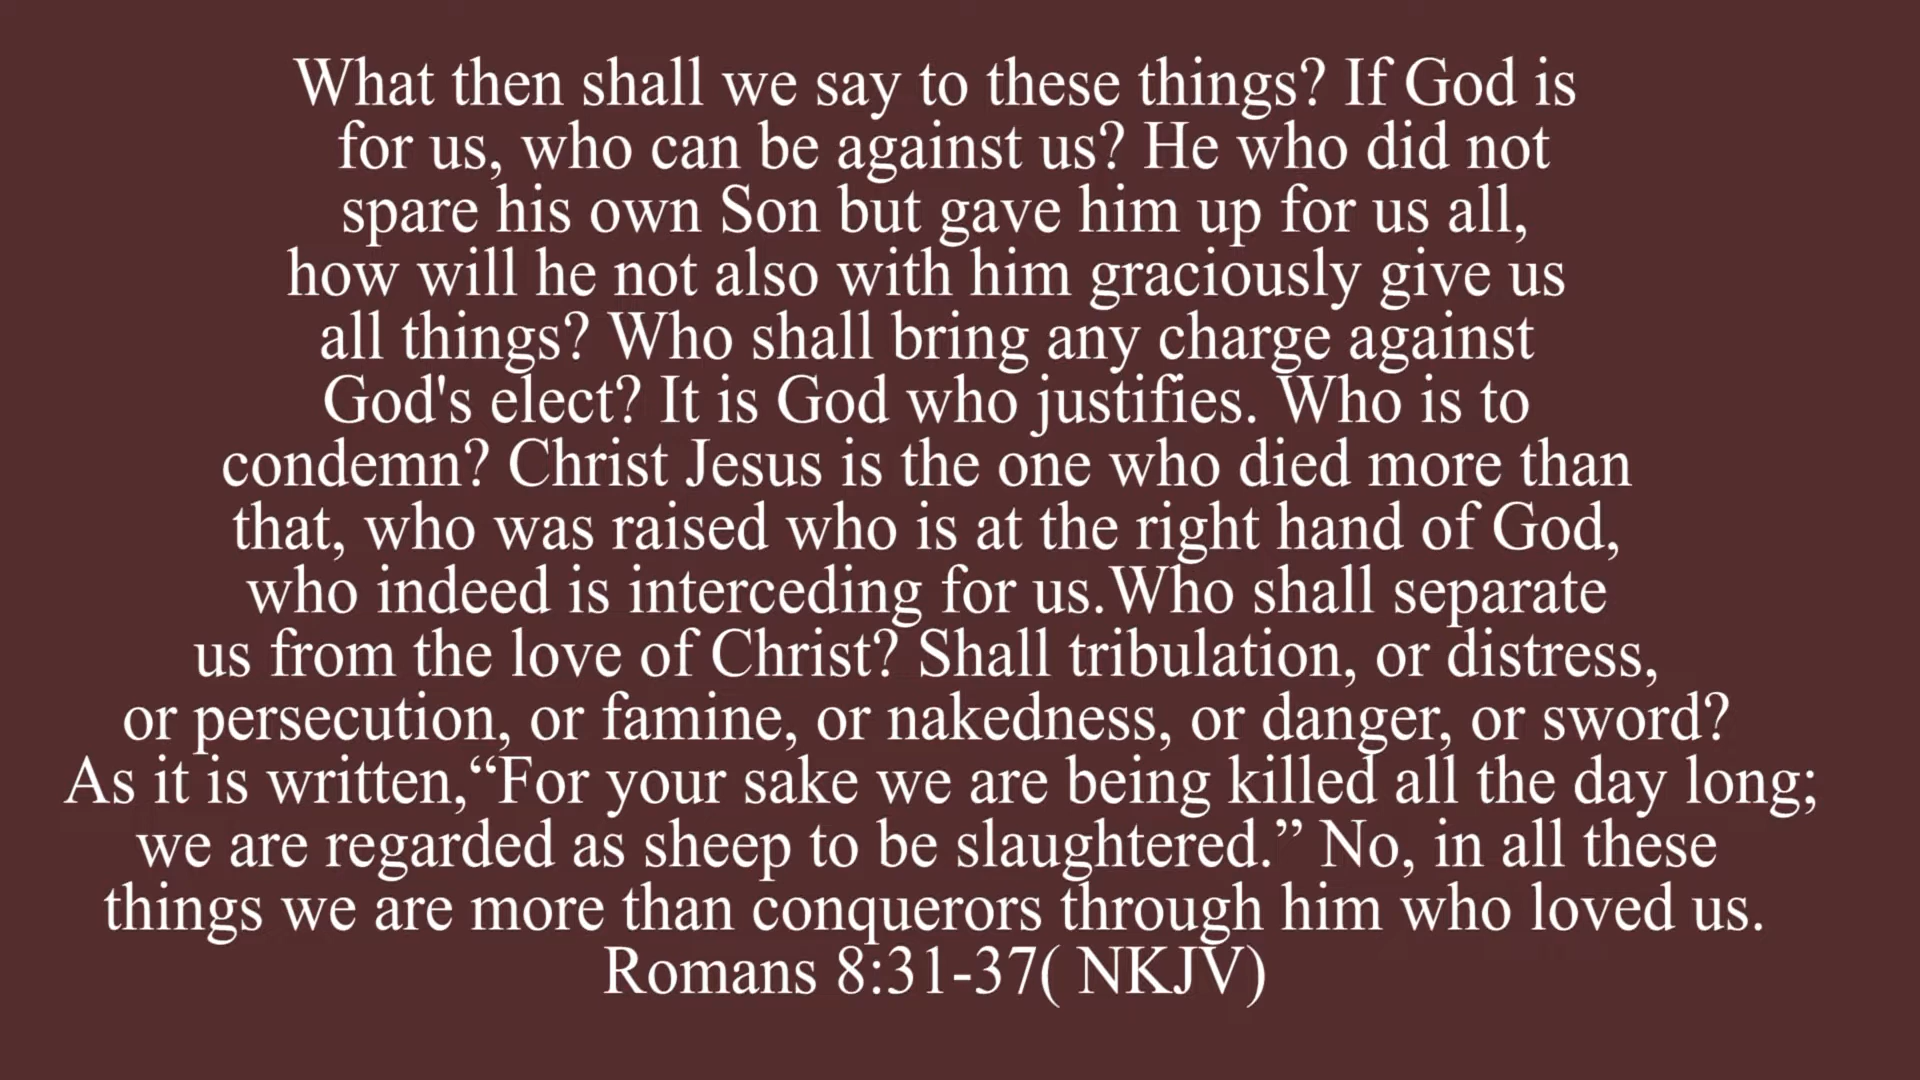 What then shall we say to these things? If God is
for us, who can be against us? He who did not
spare his own Son but gave him up for us all,
how will he not also with him graciously give us
all things? Who shall bring any charge against
God's elect? It is God who justifies. Who is to
condemn? Christ Jesus is the one who died more than
that, who was raised who is at the right hand of God,
who indeed is interceding for us.Who shall separate
us from the love of Christ? Shall tribulation, or distress,
or persecution, or famine, or nakedness, or danger, or sword?
As it is written,“For your sake we are being killed all the day long;
we are regarded as sheep to be slaughtered.” No, in all these
things we are more than conquerors through him who loved us.
Romans 8:31-37( NKJV)